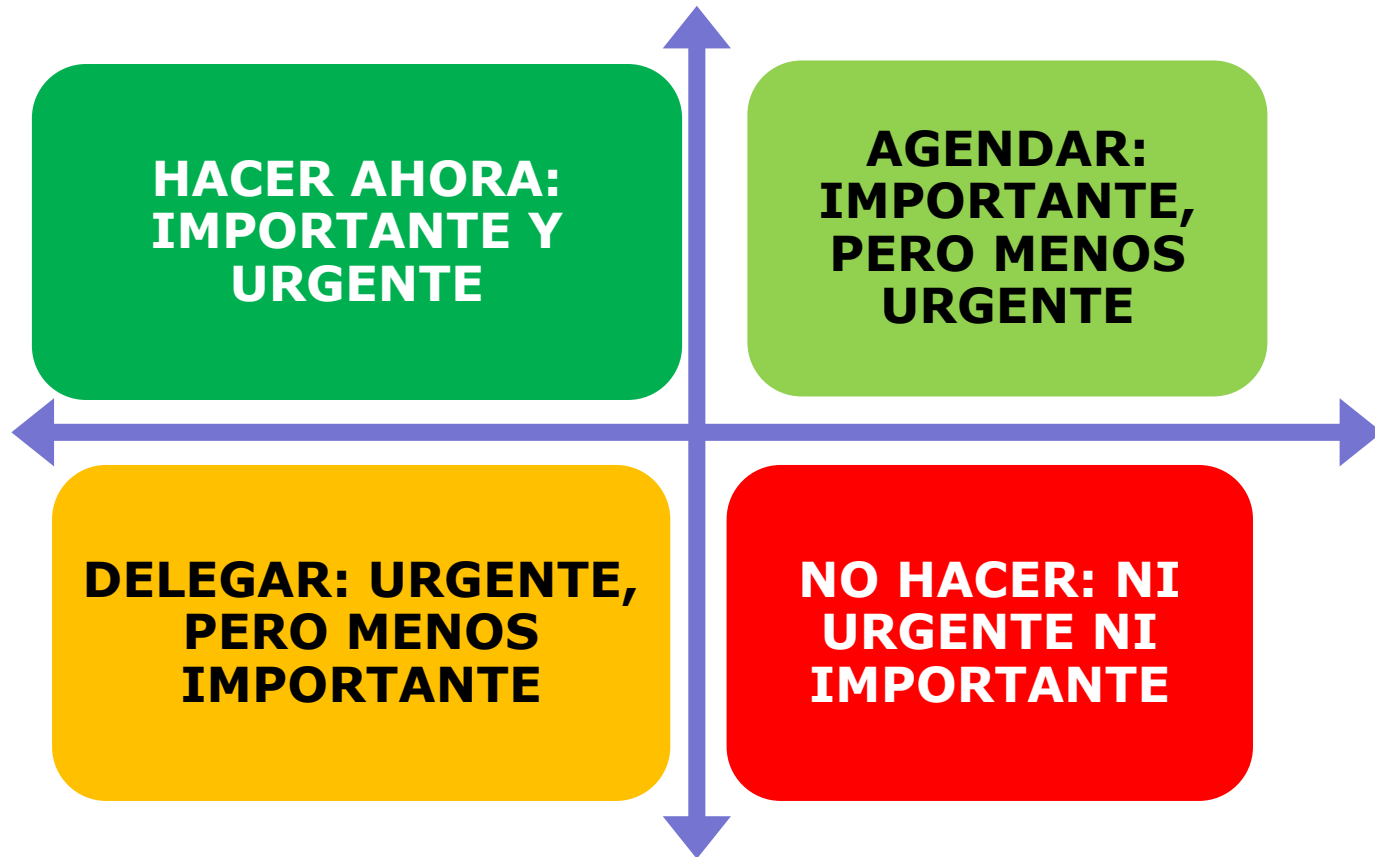 HACER AHORA:
IMPORTANTE Y
URGENTE
AGENDAR:
IMPORTANTE,
PERO MENOS
URGENTE
DELEGAR: URGENTE,
PERO MENOS
IMPORTANTE
NO HACER: NI
URGENTE NI
IMPORTANTE